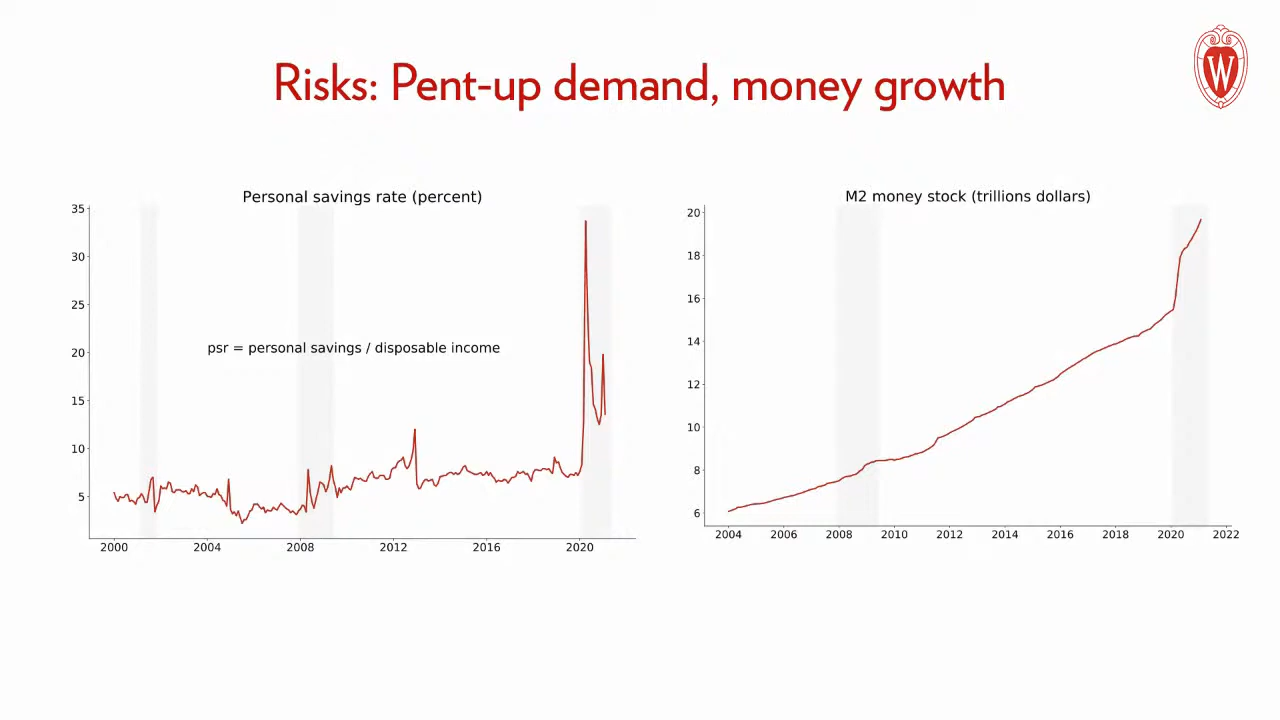 Risks: Pent-up demand, money growth
W
Personal savings rate (percent)
35
30
25
20
15
10
5
psr = personal savings / disposable income
2000 2004 2008 2012 2016 2020
M2 money stock (trillions dollars)
20
18
16
14
12
10
8
6
2004 2006 2008 2010 2012 2014 2016 2018 2020 2022